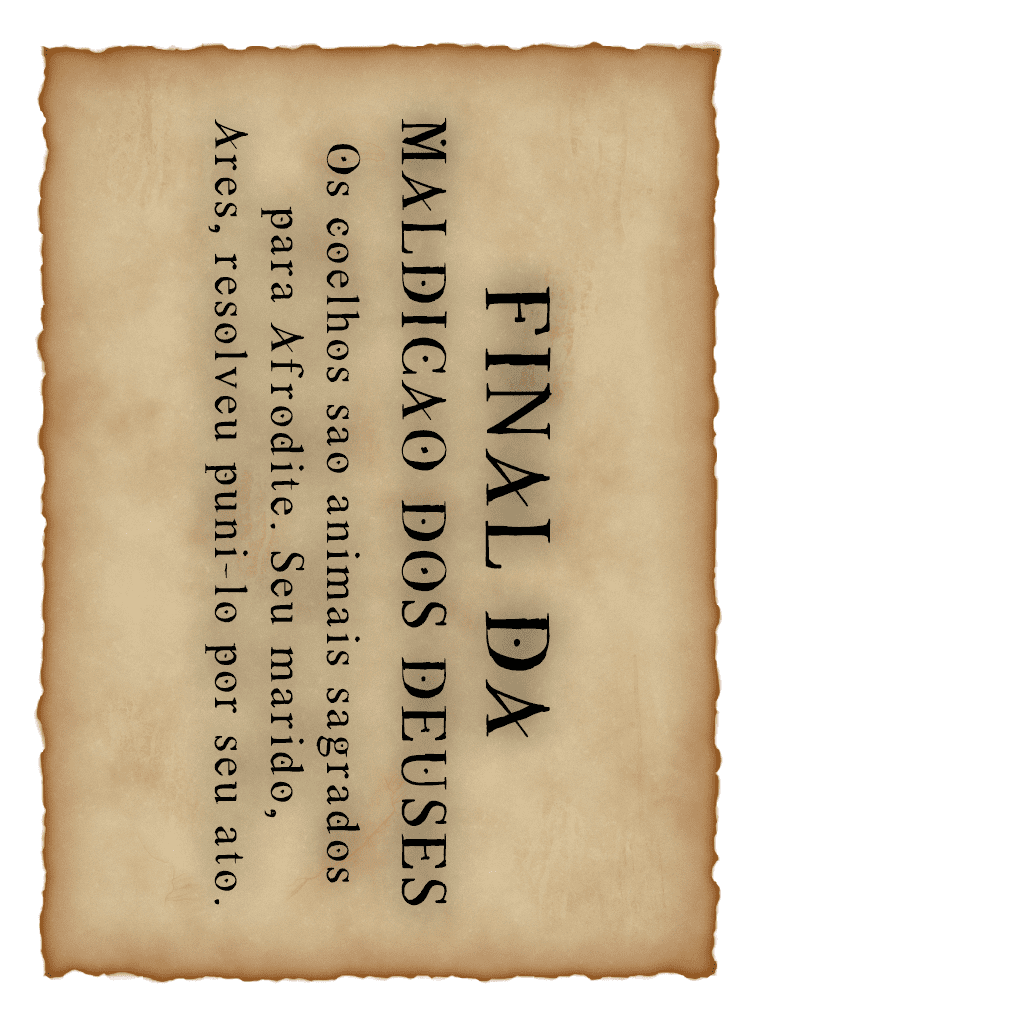 FINAL DA
MALDICAO DOS DEUSES
Os coelhos sao animais sagrados
para Afrodite. Seu marido,
Ares, resolveu puni-lo por seu ato.